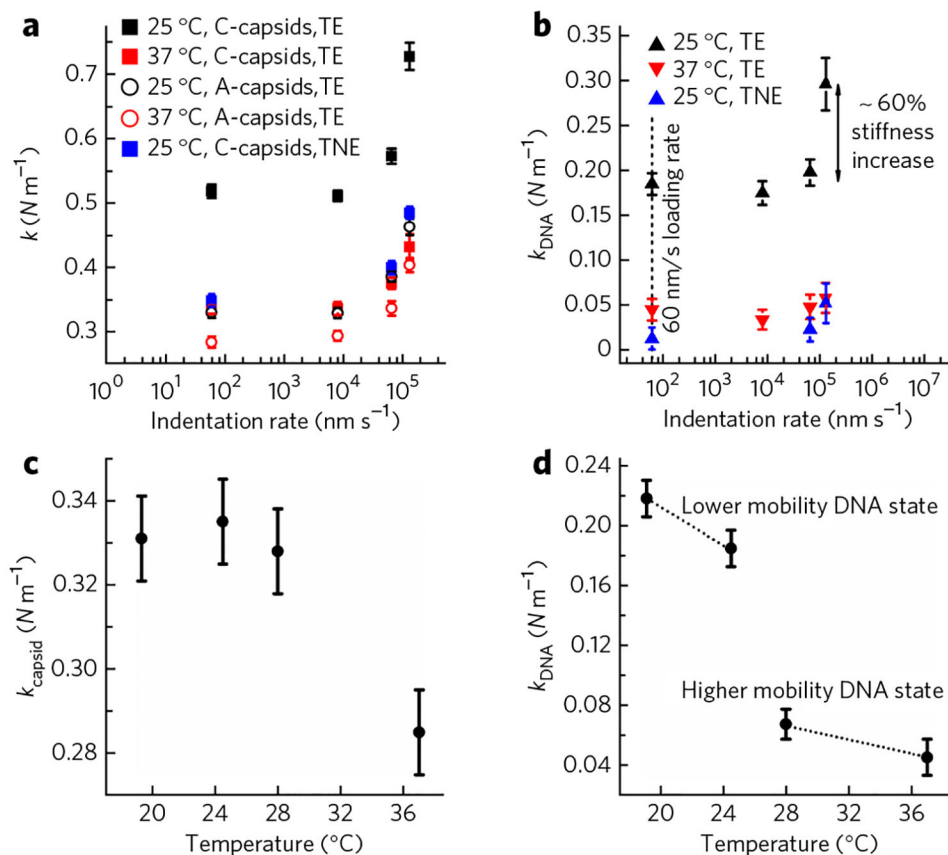 a
k (N m⁻¹)
0.7
0.6
0.5
0.4
0.3
25 °C, C-capsids,TE
37 °C, C-capsids,TE
25 °C, A-capsids,TE
37 °C, A-capsids,TE
25 °C, C-capsids,TNE
10⁰ 10¹ 10² 10³ 10⁴ 10⁵
Indentation rate (nm s⁻¹)
b
k_DNA (N m⁻¹)
0.30
0.25
0.20
0.15
0.10
0.05
0
25 °C, TE
37 °C, TE
25 °C, TNE
60 nm/s loading rate
~ 60%
stiffness
increase
10² 10³ 10⁴ 10⁵ 10⁶ 10⁷
Indentation rate (nm s⁻¹)
c
k_capsid (N m⁻¹)
0.34
0.32
0.30
0.28
20 24 28 32 36
Temperature (°C)
d
k_DNA (N m⁻¹)
0.24
0.20
0.16
0.12
0.08
0.04
Lower mobility DNA state
Higher mobility DNA state
20 24 28 32 36
Temperature (°C)